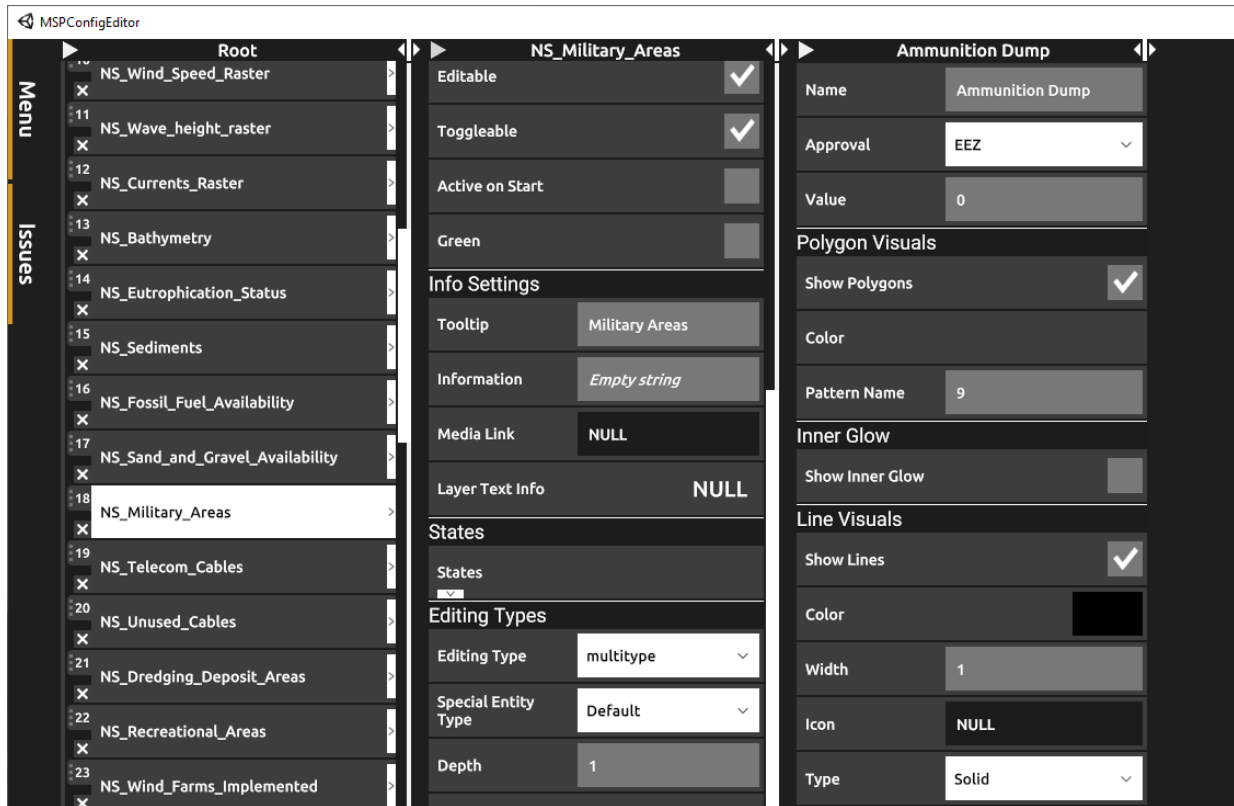 MSPConfigEditor
Menu
Issues
Root
NS_Wind_Speed_Raster
11
NS_Wave_height_raster
12
NS_Currents_Raster
13
NS_Bathymetry
14
NS_Eutrophication_Status
15
NS_Sediments
16
NS_Fossil_Fuel_Availability
17
NS_Sand_and_Gravel_Availability
18
NS_Military_Areas
19
NS_Telecom_Cables
20
NS_Unused_Cables
21
NS_Dredging_Deposit_Areas
22
NS_Recreational_Areas
23
NS_Wind_Farms_Implemented
NS_Military_Areas
Editable
Toggleable
Active on Start
Green
Info Settings
Tooltip Military Areas
Information Empty string
Media Link NULL
Layer Text Info NULL
States
States
Editing Types
Editing Type multitype
Special Entity
Type Default
Depth 1
Ammunition Dump
Name Ammunition Dump
Approval EEZ
Value 0
Polygon Visuals
Show Polygons
Color
Pattern Name 9
Inner Glow
Show Inner Glow
Line Visuals
Show Lines
Color
Width 1
Icon NULL
Type Solid